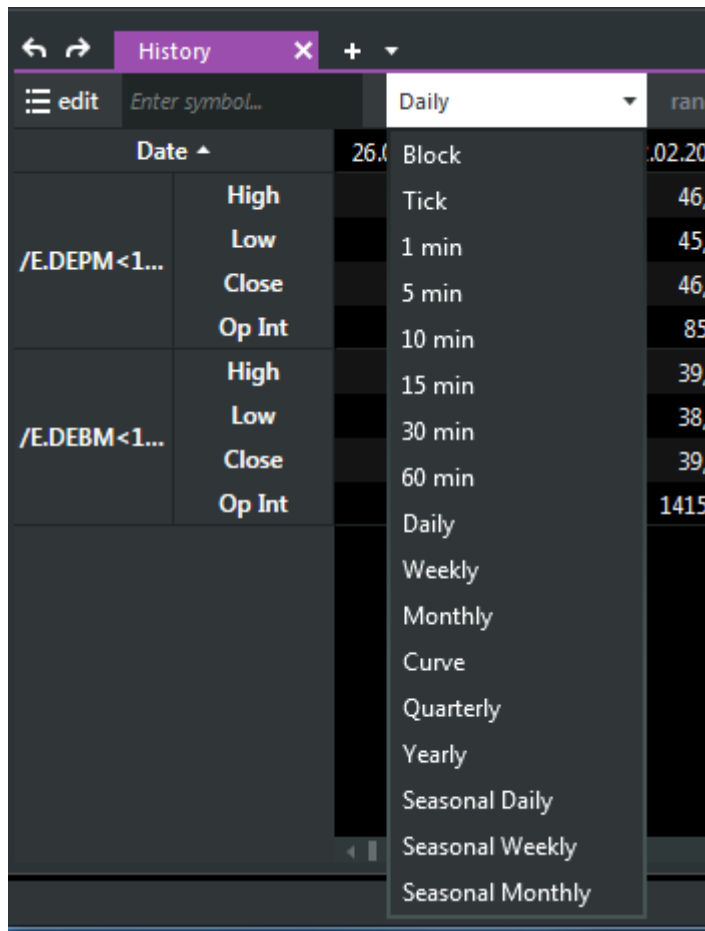 History
edit Enter symbol... Daily ran
Date 26.0 .02.20
/E.DEPM<1...
High 46,
Low 45,
Close 46,
Op Int 85
/E.DEBM<1...
High 39,
Low 38,
Close 39,
Op Int 1415
Block
Tick
1 min
5 min
10 min
15 min
30 min
60 min
Daily
Weekly
Monthly
Curve
Quarterly
Yearly
Seasonal Daily
Seasonal Weekly
Seasonal Monthly